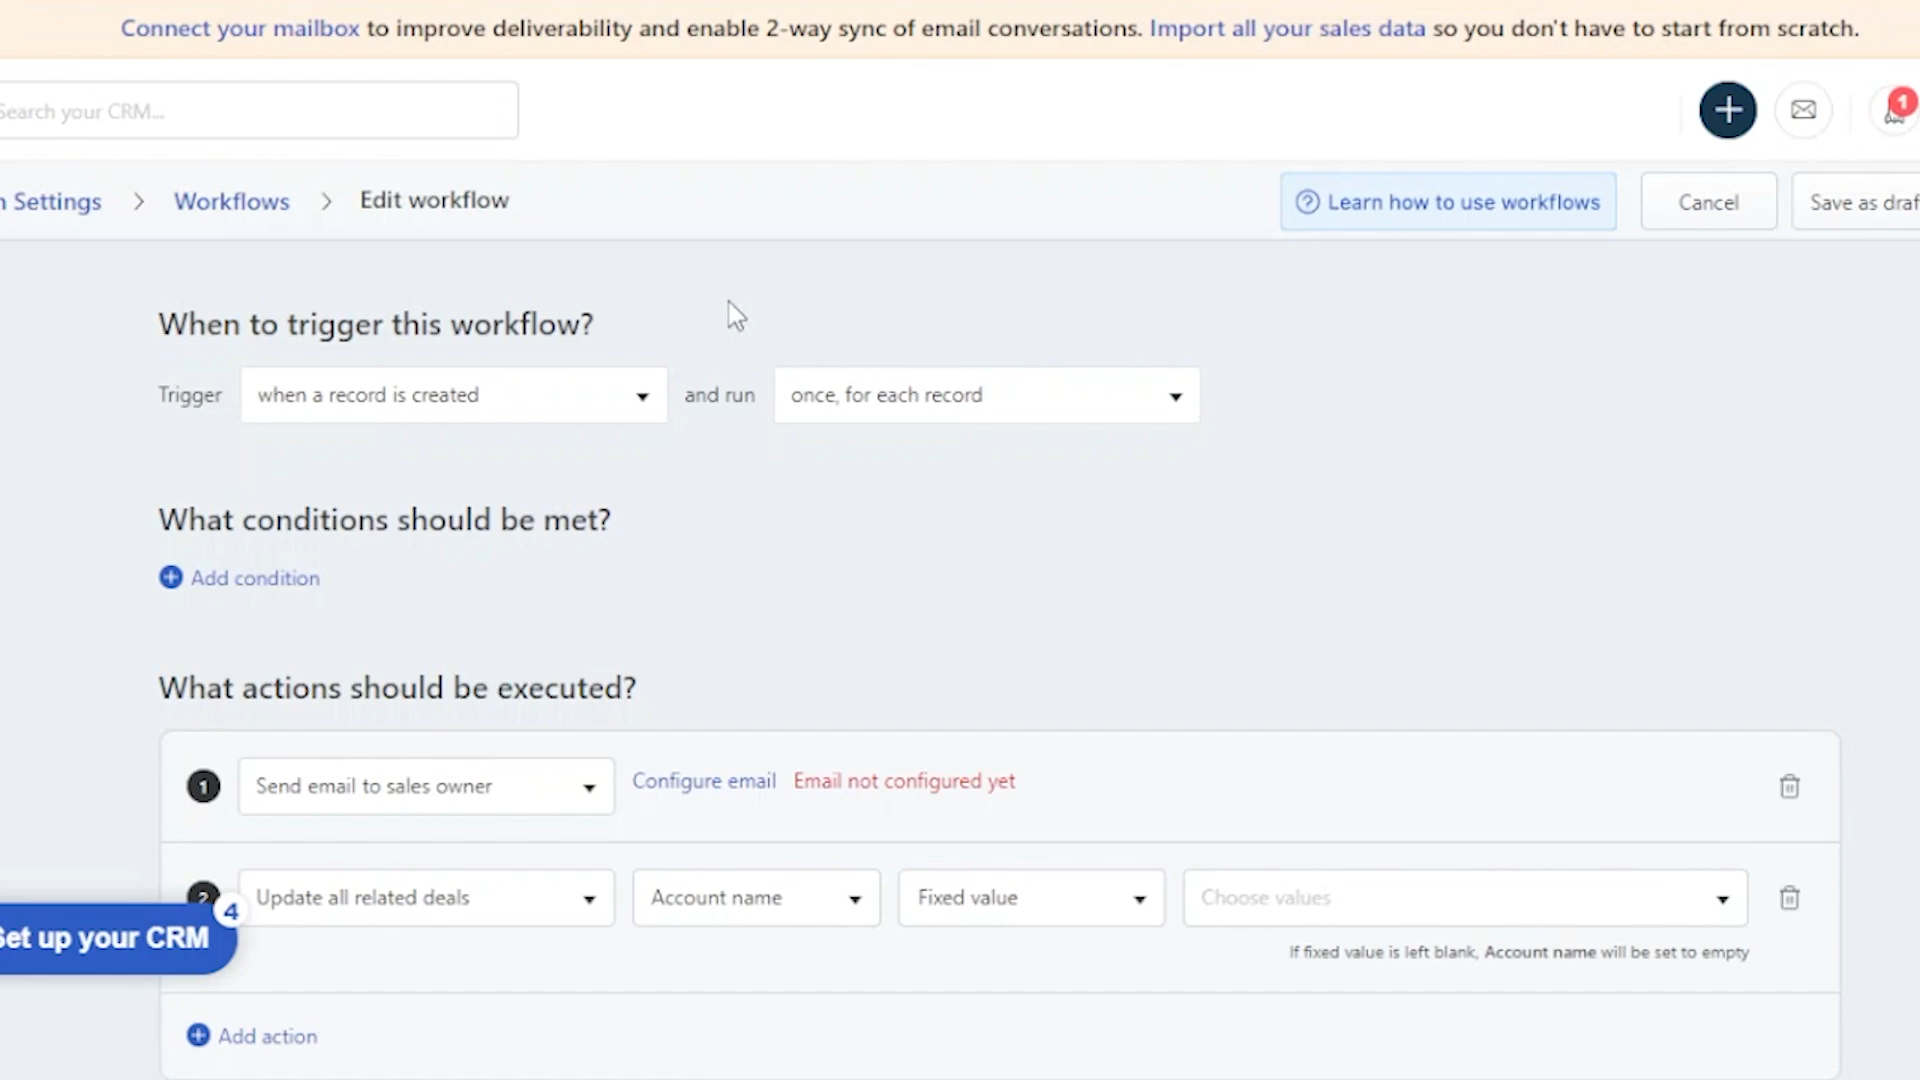 Connect your mailbox to improve deliverability and enable 2-way sync of email conversations. Import all your sales data so you don't have to start from scratch.
Search your CRM...
1
Settings > Workflows > Edit workflow
Learn how to use workflows
Cancel
Save as draf
When to trigger this workflow?
Trigger when a record is created and run once, for each record
What conditions should be met?
Add condition
What actions should be executed?
1 Send email to sales owner Configure email Email not configured yet
2 Update all related deals Account name Fixed value Choose values
4
Set up your CRM
If fixed value is left blank, Account name will be set to empty
Add action